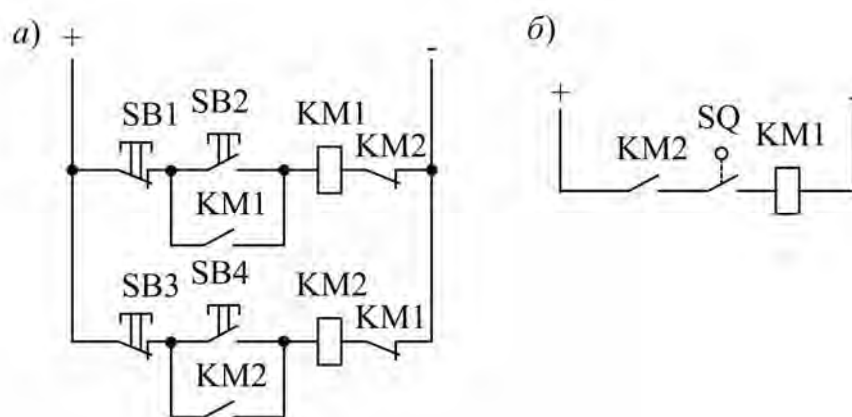 а) + - б)
SB1 SB2 KM1 KM2
KM1
SB3 SB4 KM2 KM1
KM2
+ -
KM2 SQ KM1